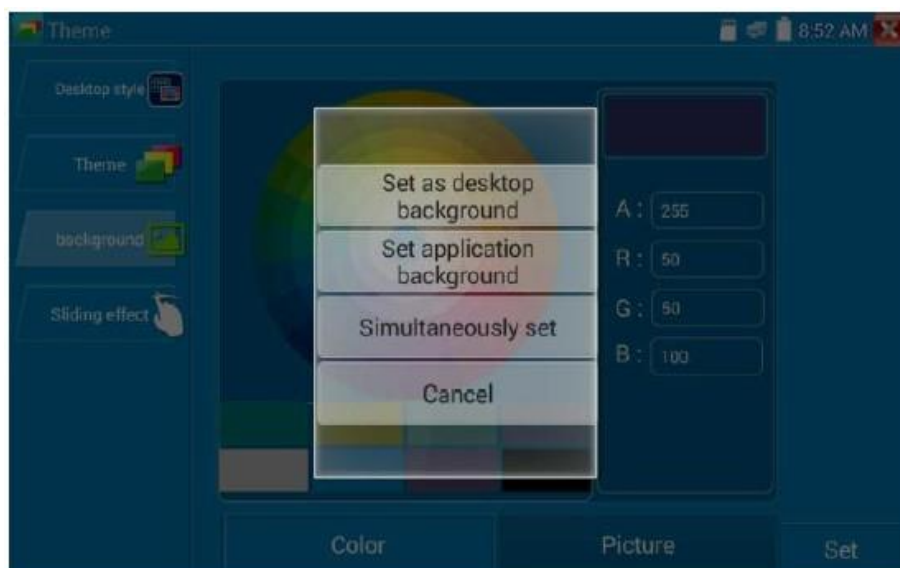 Theme
8:52 AM
Desktop style
Theme
background
Sliding effect
Set as desktop
background
Set application
background
Simultaneously set
Cancel
A : 255
R : 50
G : 50
B : 100
Color
Picture
Set